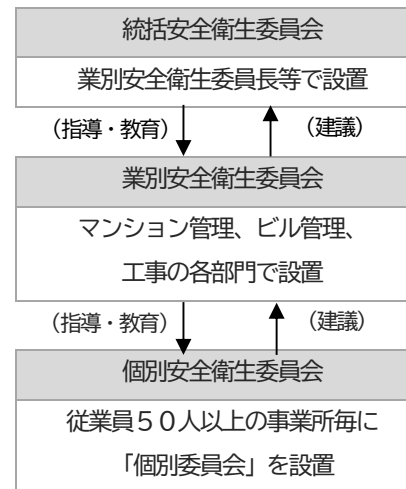 統括安全衛生委員会
業別安全衛生委員長等で設置
（指導・教育）
（建議）
業別安全衛生委員会
マンション管理、ビル管理、
工事の各部門で設置
（指導・教育）
（建議）
個別安全衛生委員会
従業員５０人以上の事業所毎に
「個別委員会」を設置